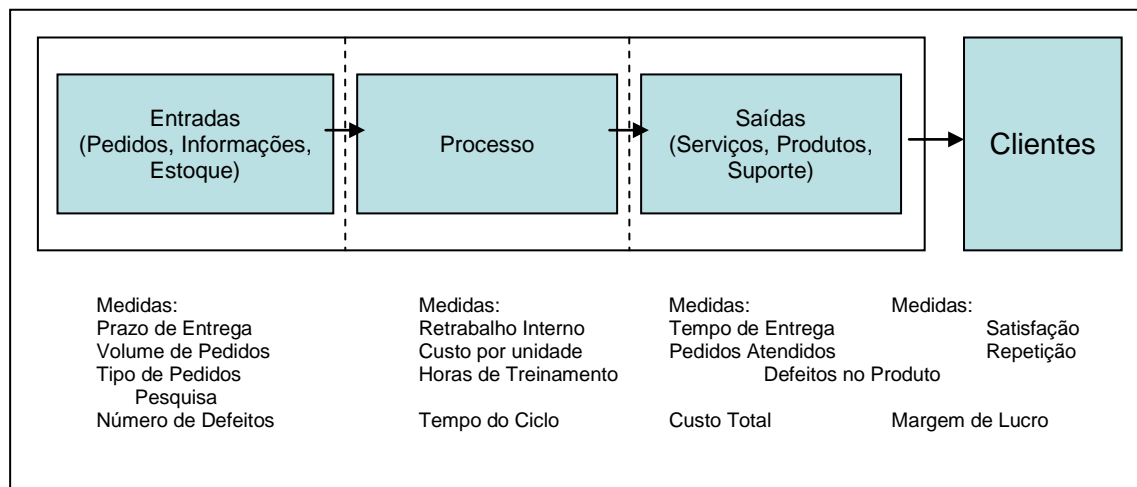 Entradas
(Pedidos, Informações,
Estoque)
Processo
Saídas
(Serviços, Produtos,
Suporte)
Clientes
Medidas:
Prazo de Entrega
Volume de Pedidos
Tipo de Pedidos
Pesquisa
Número de Defeitos
Medidas:
Retrabalho Interno
Custo por unidade
Horas de Treinamento
Tempo do Ciclo
Medidas:
Tempo de Entrega
Pedidos Atendidos
Defeitos no Produto
Custo Total
Medidas:
Satisfação
Repetição
Margem de Lucro